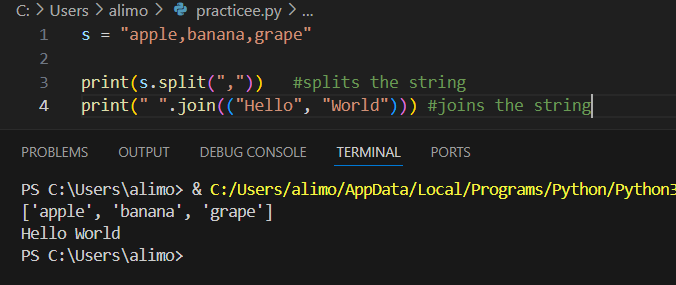 C: > Users > alimo > practicee.py > ...
1 s = "apple,banana,grape"
2
3 print(s.split(",")) #splits the string
4 print(" ".join(("Hello", "World"))) #joins the string
PROBLEMS OUTPUT DEBUG CONSOLE TERMINAL PORTS
PS C:\Users\alimo> & C:/Users/alimo/AppData/Local/Programs/Python/Python3
['apple', 'banana', 'grape']
Hello World
PS C:\Users\alimo>